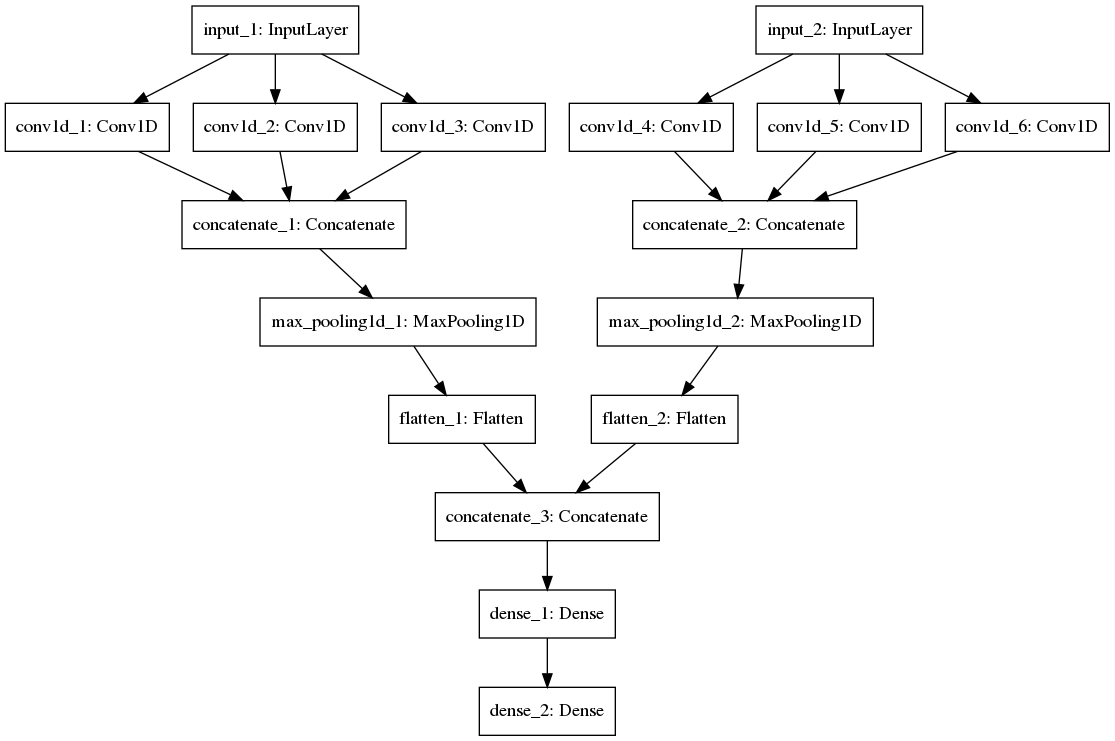 input_1: InputLayer
input_2: InputLayer
conv1d_1: Conv1D
conv1d_2: Conv1D
conv1d_3: Conv1D
conv1d_4: Conv1D
conv1d_5: Conv1D
conv1d_6: Conv1D
concatenate_1: Concatenate
concatenate_2: Concatenate
max_pooling1d_1: MaxPooling1D
max_pooling1d_2: MaxPooling1D
flatten_1: Flatten
flatten_2: Flatten
concatenate_3: Concatenate
dense_1: Dense
dense_2: Dense